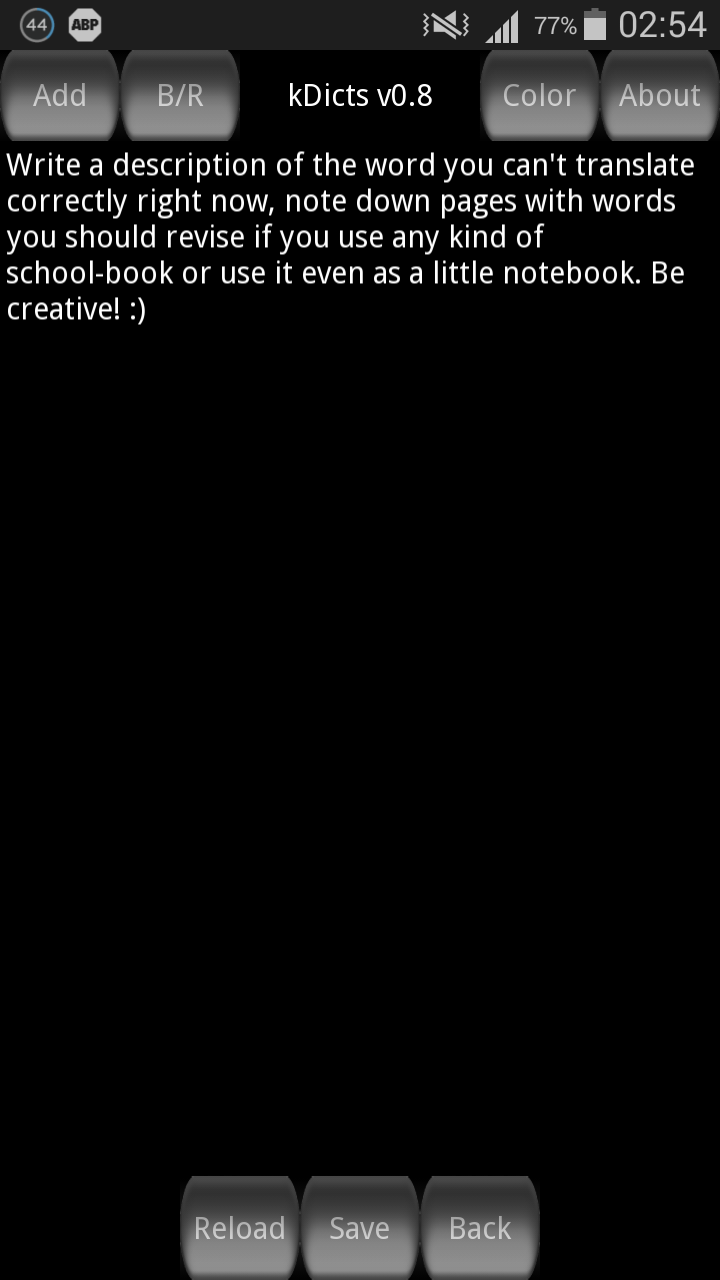 44 ABP 77% 02:54
Add B/R kDicts v0.8 Color About
Write a description of the word you can't translate
correctly right now, note down pages with words
you should revise if you use any kind of
school-book or use it even as a little notebook. Be
creative! :)
Reload Save Back